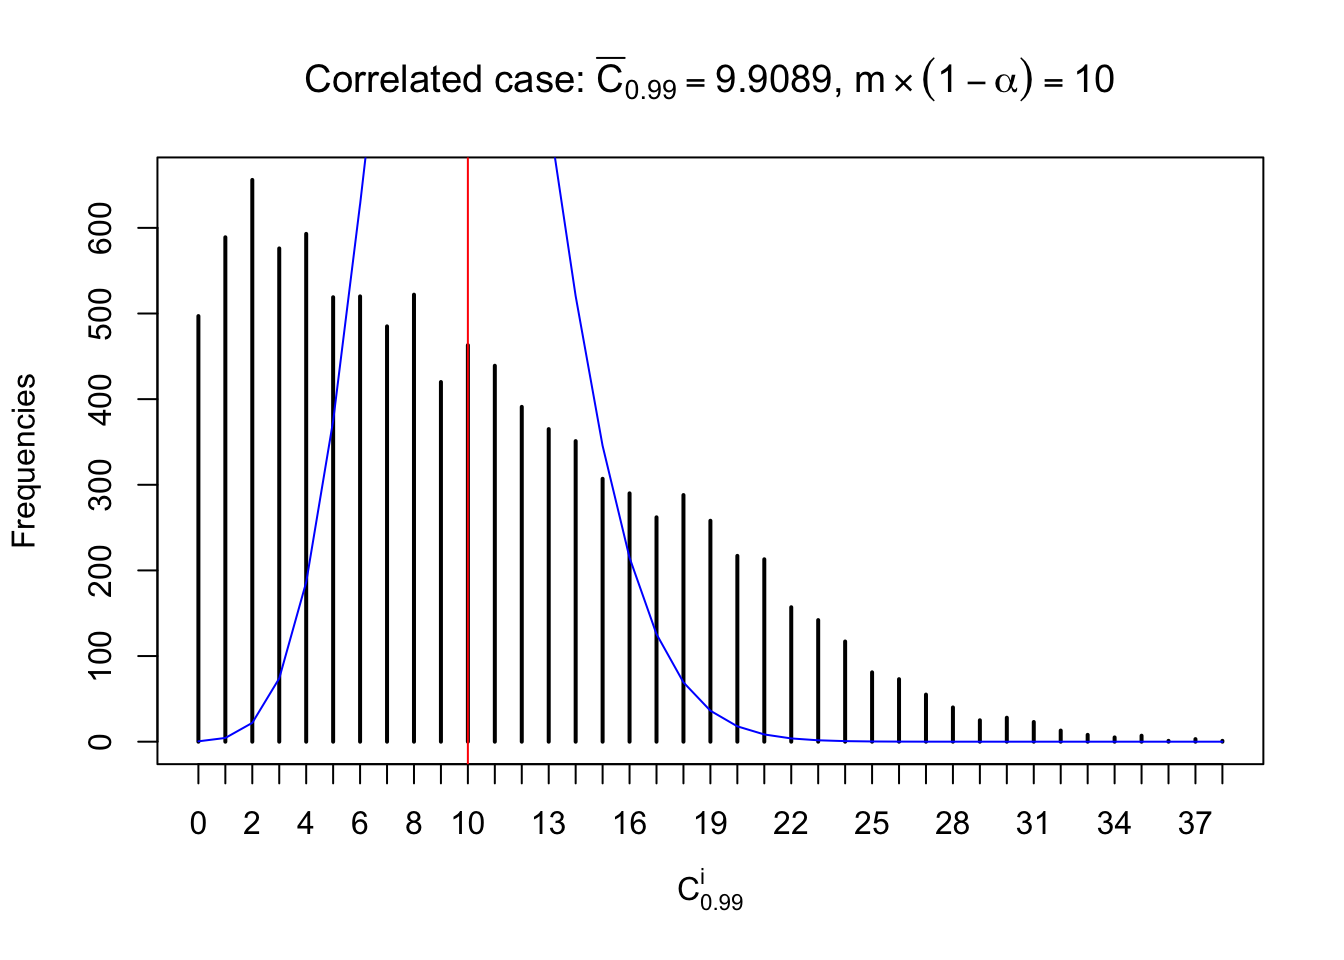 Correlated case: C̅₀.₉₉ = 9.9089, m × (1 − α) = 10
Frequencies
600
500
400
300
200
100
0
0 2 4 6 8 10 13 16 19 22 25 28 31 34 37
Cⁱ₀.₉₉